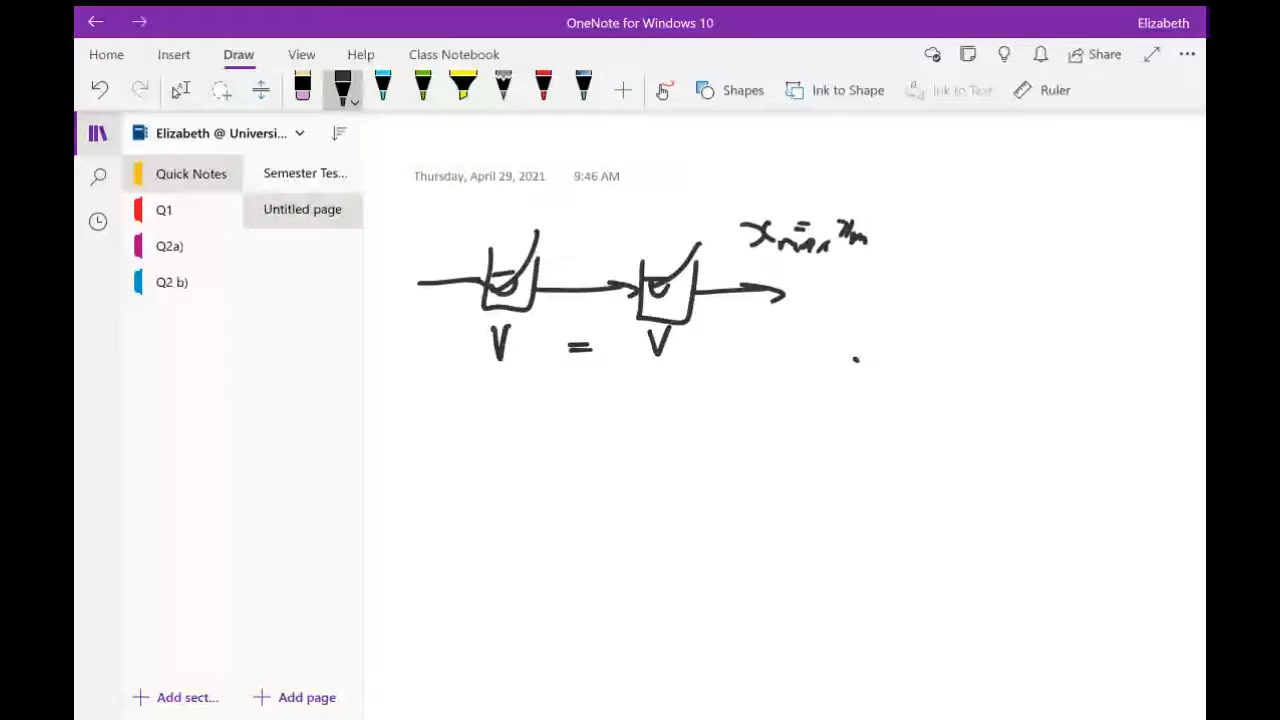 OneNote for Windows 10
Elizabeth
Home Insert Draw View Help Class Notebook
Share
Shapes Ink to Shape Ink to Text Ruler
Elizabeth @ Universi...
Quick Notes
Q1
Q2a)
Q2 b)
Semester Tes...
Untitled page
Thursday, April 29, 2021 9:46 AM
V = V
+ Add sect...
+ Add page